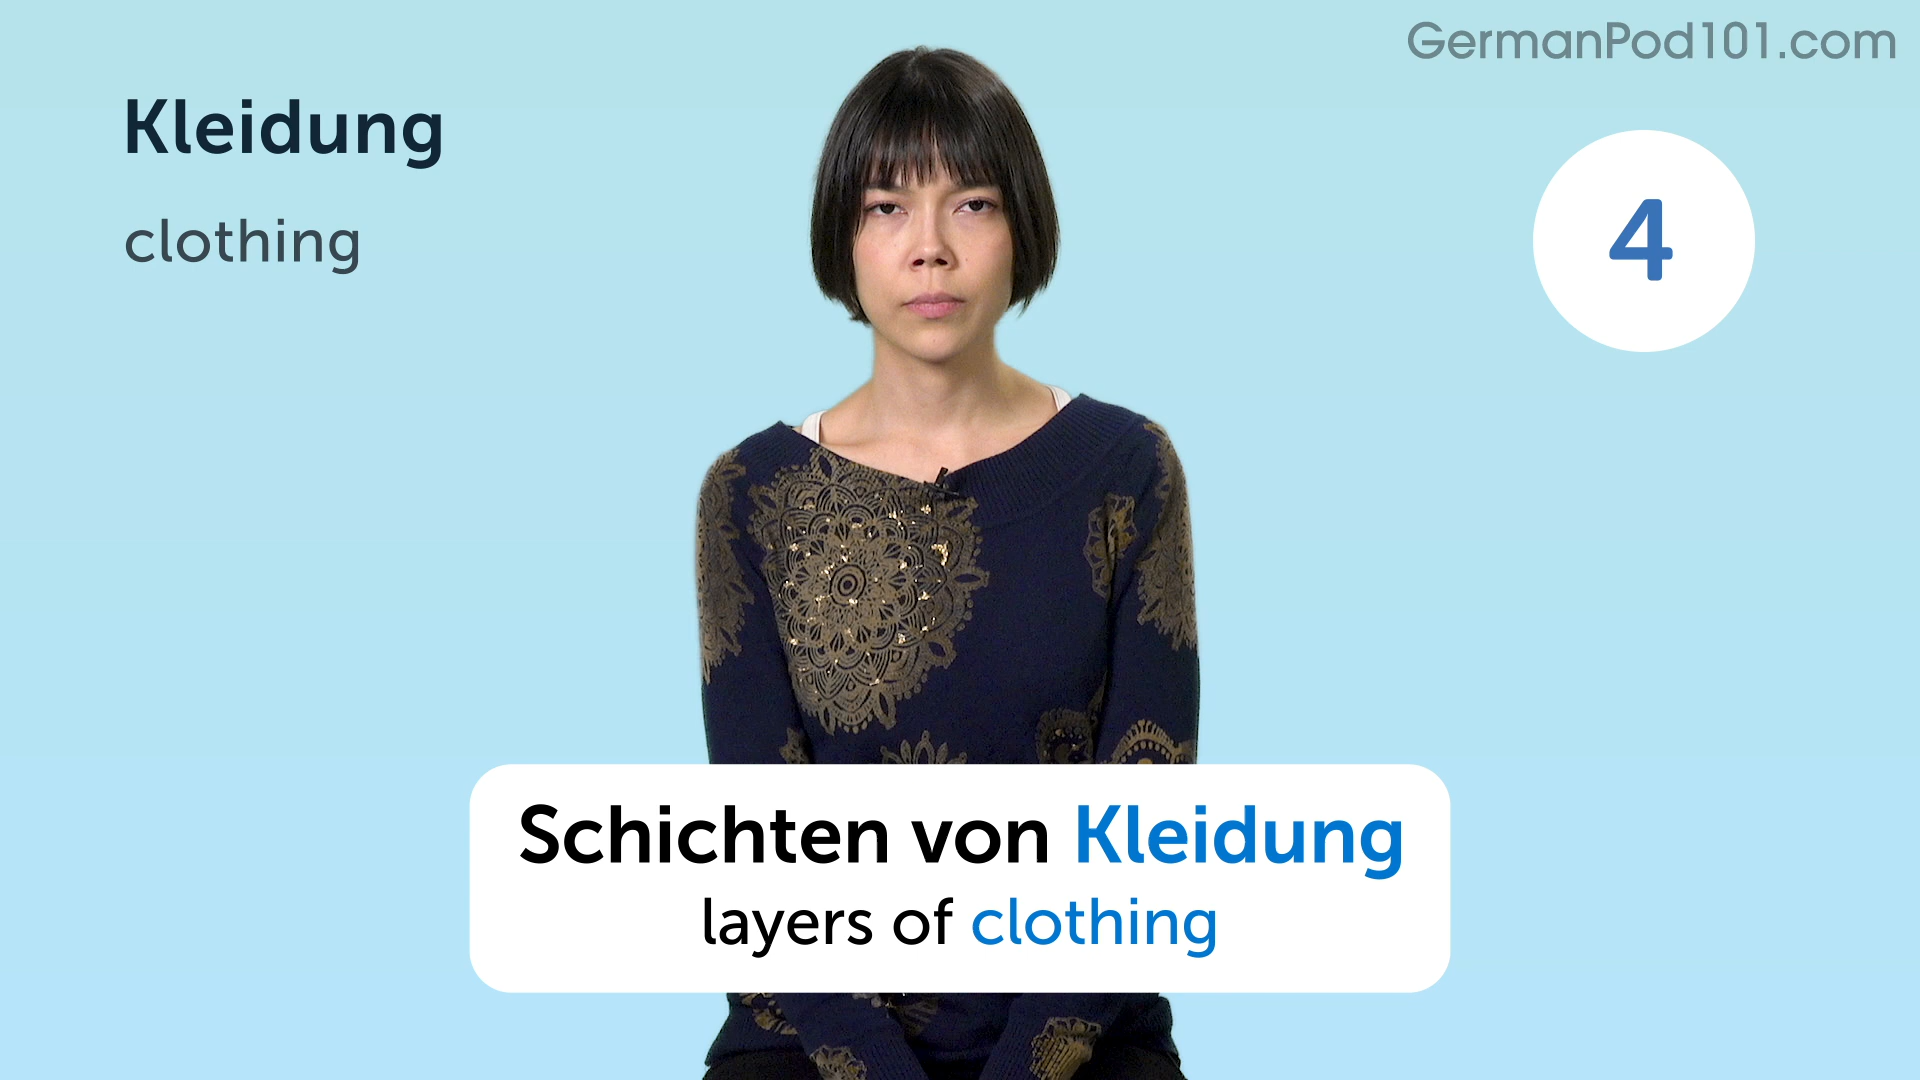 GermanPod101.com
Kleidung
clothing
4
Schichten von Kleidung
layers of clothing